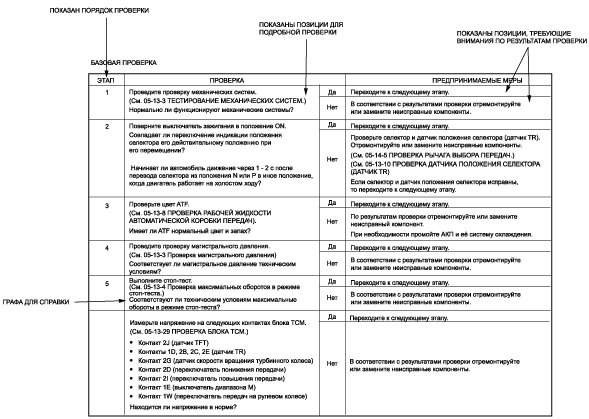 ПОКАЗАН ПОРЯДОК ПРОВЕРКИ
ПОКАЗАНЫ ПОЗИЦИИ ДЛЯ
ПОДРОБНОЙ ПРОВЕРКИ
ПОКАЗАНЫ ПОЗИЦИИ, ТРЕБУЮЩИЕ
ВНИМАНИЯ ПО РЕЗУЛЬТАТАМ ПРОВЕРКИ
БАЗОВАЯ ПРОВЕРКА
ЭТАП ПРОВЕРКА ПРЕДПРИНИМАЕМЫЕ МЕРЫ
1
Проведите проверку механических систем.
(См. 05-13-3 ТЕСТИРОВАНИЕ МЕХАНИЧЕСКИХ СИСТЕМ.)
Нормально ли функционируют механические системы?
Да Переходите к следующему этапу.
Нет
В соответствии с результатами проверки отремонтируйте
или замените неисправные компоненты.
2
Поверните выключатель зажигания в положение ON.
Совпадает ли переключение индикации положения
селектора его действительному положению при
его перемещении?
Начинает ли автомобиль движение через 1 - 2 с после
перевода селектора из положения N или P в иное положение,
когда двигатель работает на холостом ходу?
Да Переходите к следующему этапу.
Нет
Проверьте селектор и датчик положения селектора (датчик TR).
Отромонтируйте или замените неисправные компоненты.
(См. 05-14-5 ПРОВЕРКА РЫЧАГА ВЫБОРА ПЕРЕДАЧ.)
(См. 05-13-10 ПРОВЕРКА ДАТЧИКА ПОЛОЖЕНИЯ СЕЛЕКТОРА
(ДАТЧИК TR)
Если селектор и датчик положения селектора исправны,
то переходите к следующему этапу.
3
Проверьте цвет ATF.
(См. 05-13-8 ПРОВЕРКА РАБОЧЕЙ ЖИДКОСТИ
АВТОМАТИЧЕСКОЙ КОРОБКИ ПЕРЕДАЧ).
Имеет ли ATF нормальный цвет и запах?
Да Переходите к следующему этапу.
Нет
По результатам проверки отремонтируйте или замените
неисправный компонент.
При необходимости промойте АКП и её систему охлаждения.
4
Проведите проверку магистрального давления.
(См. 05-13-3 Проверка магистрального давления)
Соответствует ли магистральное давление техническим
условиям?
Да Переходите к следующему этапу.
Нет
В соответствии с результатами проверки отремонтируйте
или замените неисправные компоненты.
5
Выполните стоп-тест.
(См. 05-13-4 Проверка максимальных оборотов в режиме
стоп-теста.)
Соответствуют ли техническим условиям максимальные
обороты в режиме стоп-теста?
Да Переходите к следующему этапу.
Нет
В соответствии с результатами проверки отремонтируйте
или замените неисправные компоненты.
ГРАФА ДЛЯ СПРАВКИ
Измерьте напряжение на следующих контактах блока TCM.
(См. 05-13-29 ПРОВЕРКА БЛОКА TCM.)
• Контакт 2J (датчик TFT)
• Контакты 1D, 2B, 2C, 2E (датчик TR)
• Контакт 2G (датчик скорости вращения турбинного колеса)
• Контакт 2D (переключатель понижения передачи)
• Контакт 2I (переключатель повышения передачи)
• Контакт 1E (выключатель диапазона M)
• Контакт 1W (переключатель передач на рулевом колесе)
Находится ли напряжение в норме?
Да Переходите к следующему этапу.
Нет
В соответствии с результатами проверки отремонтируйте
или замените неисправные компоненты.